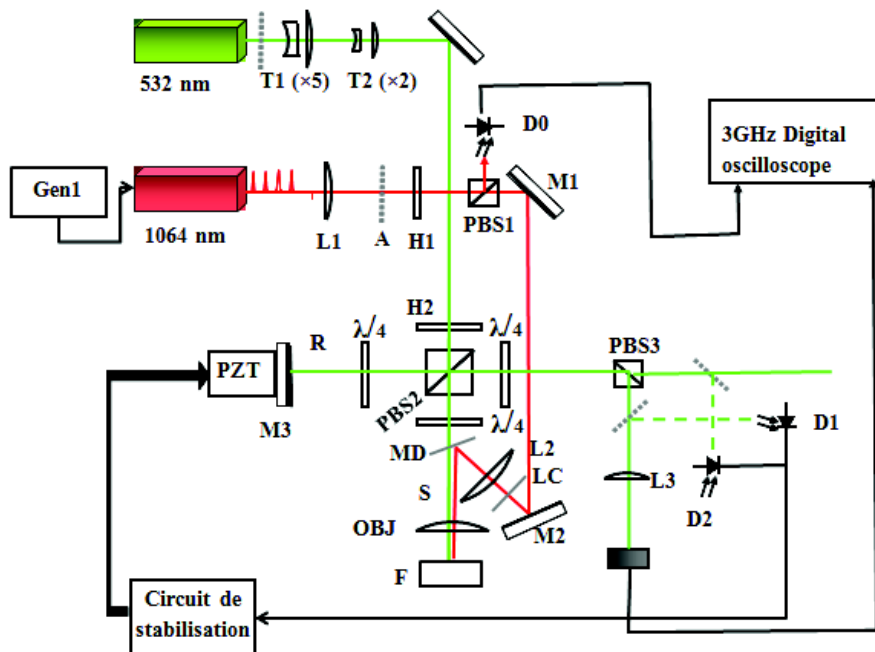 532 nm
T1 (×5)
T2 (×2)
D0
3GHz Digital
oscilloscope
Gen1
1064 nm
L1
A
H1
PBS1
M1
H2
λ/4
λ/4
R
PZT
M3
PBS2
λ/4
PBS3
D1
MD
L2
S
LC
L3
D2
OBJ
M2
F
Circuit de
stabilisation